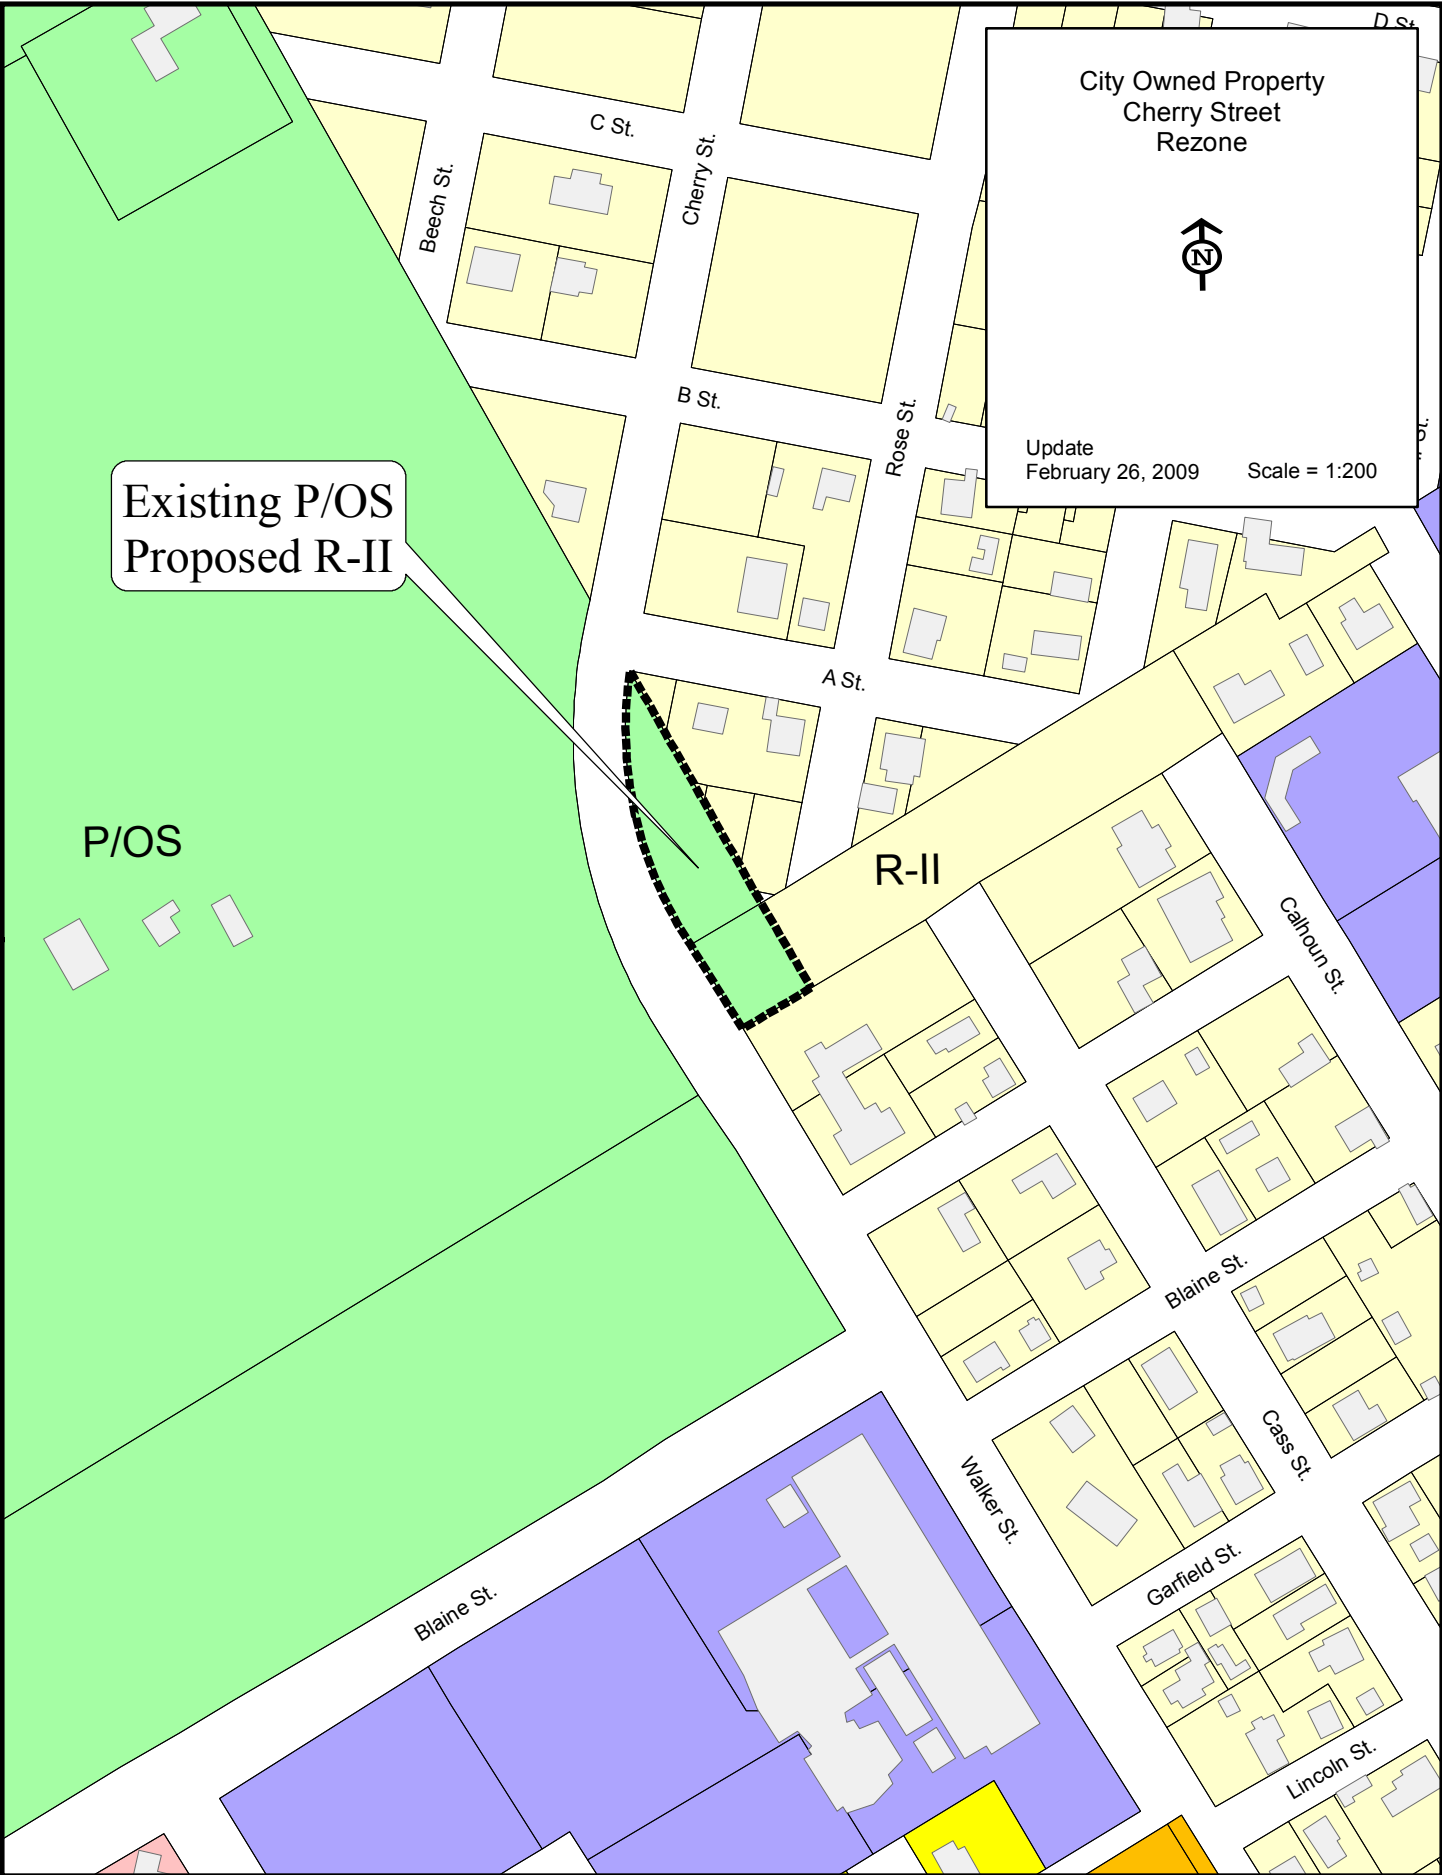 D St.
City Owned Property
Cherry Street
Rezone
N
Update
February 26, 2009 Scale = 1:200
C St.
Cherry St.
Beech St.
B St.
Rose St.
St.
Existing P/OS
Proposed R-II
A St.
P/OS
R-II
Calhoun St.
Blaine St.
Cass St.
Walker St.
Garfield St.
Blaine St.
Lincoln St.